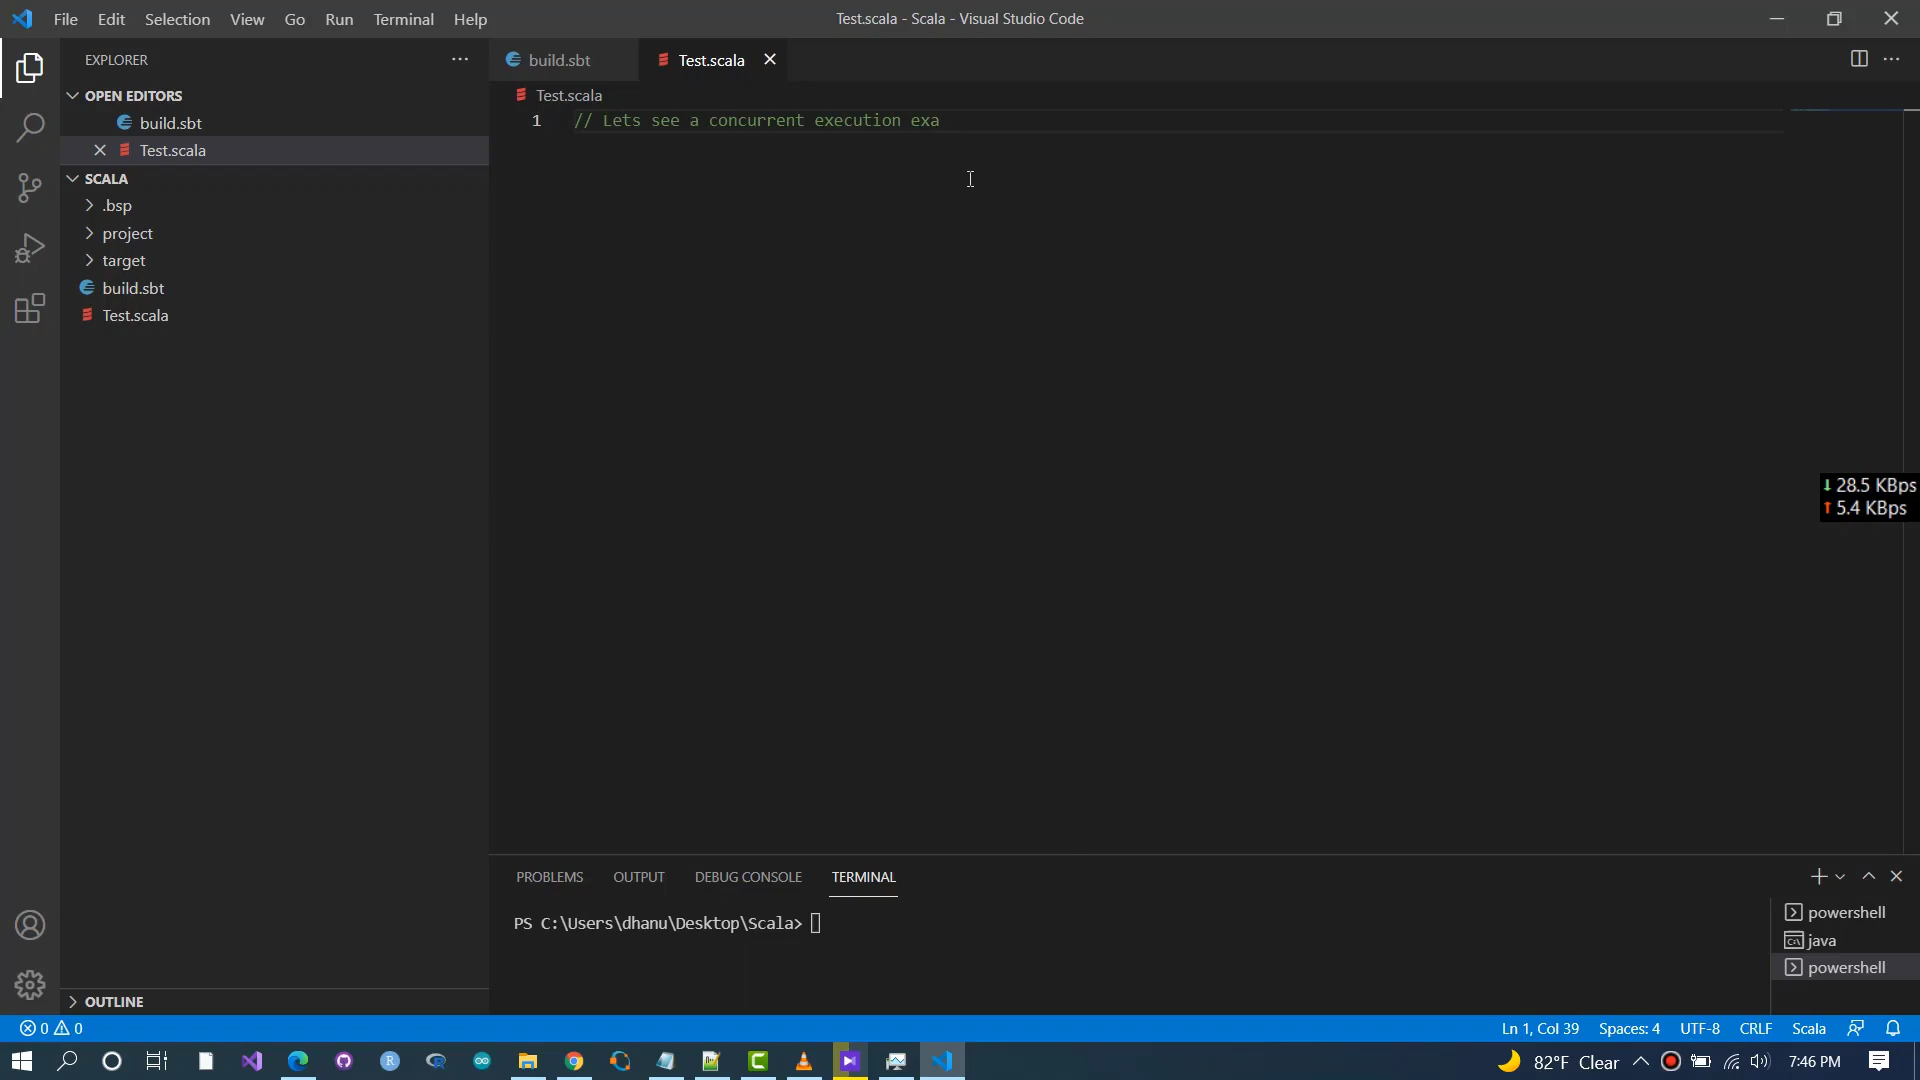 File Edit Selection View Go Run Terminal Help
Test.scala - Scala - Visual Studio Code
EXPLORER
OPEN EDITORS
build.sbt
Test.scala
SCALA
.bsp
project
target
build.sbt
Test.scala
OUTLINE
build.sbt
Test.scala
Test.scala
1 // Lets see a concurrent execution exa
28.5 KBps
5.4 KBps
PROBLEMS OUTPUT DEBUG CONSOLE TERMINAL
PS C:\Users\dhanu\Desktop\Scala>
powershell
java
powershell
0 0
Ln 1, Col 39 Spaces: 4 UTF-8 CRLF Scala
82°F Clear 7:46 PM